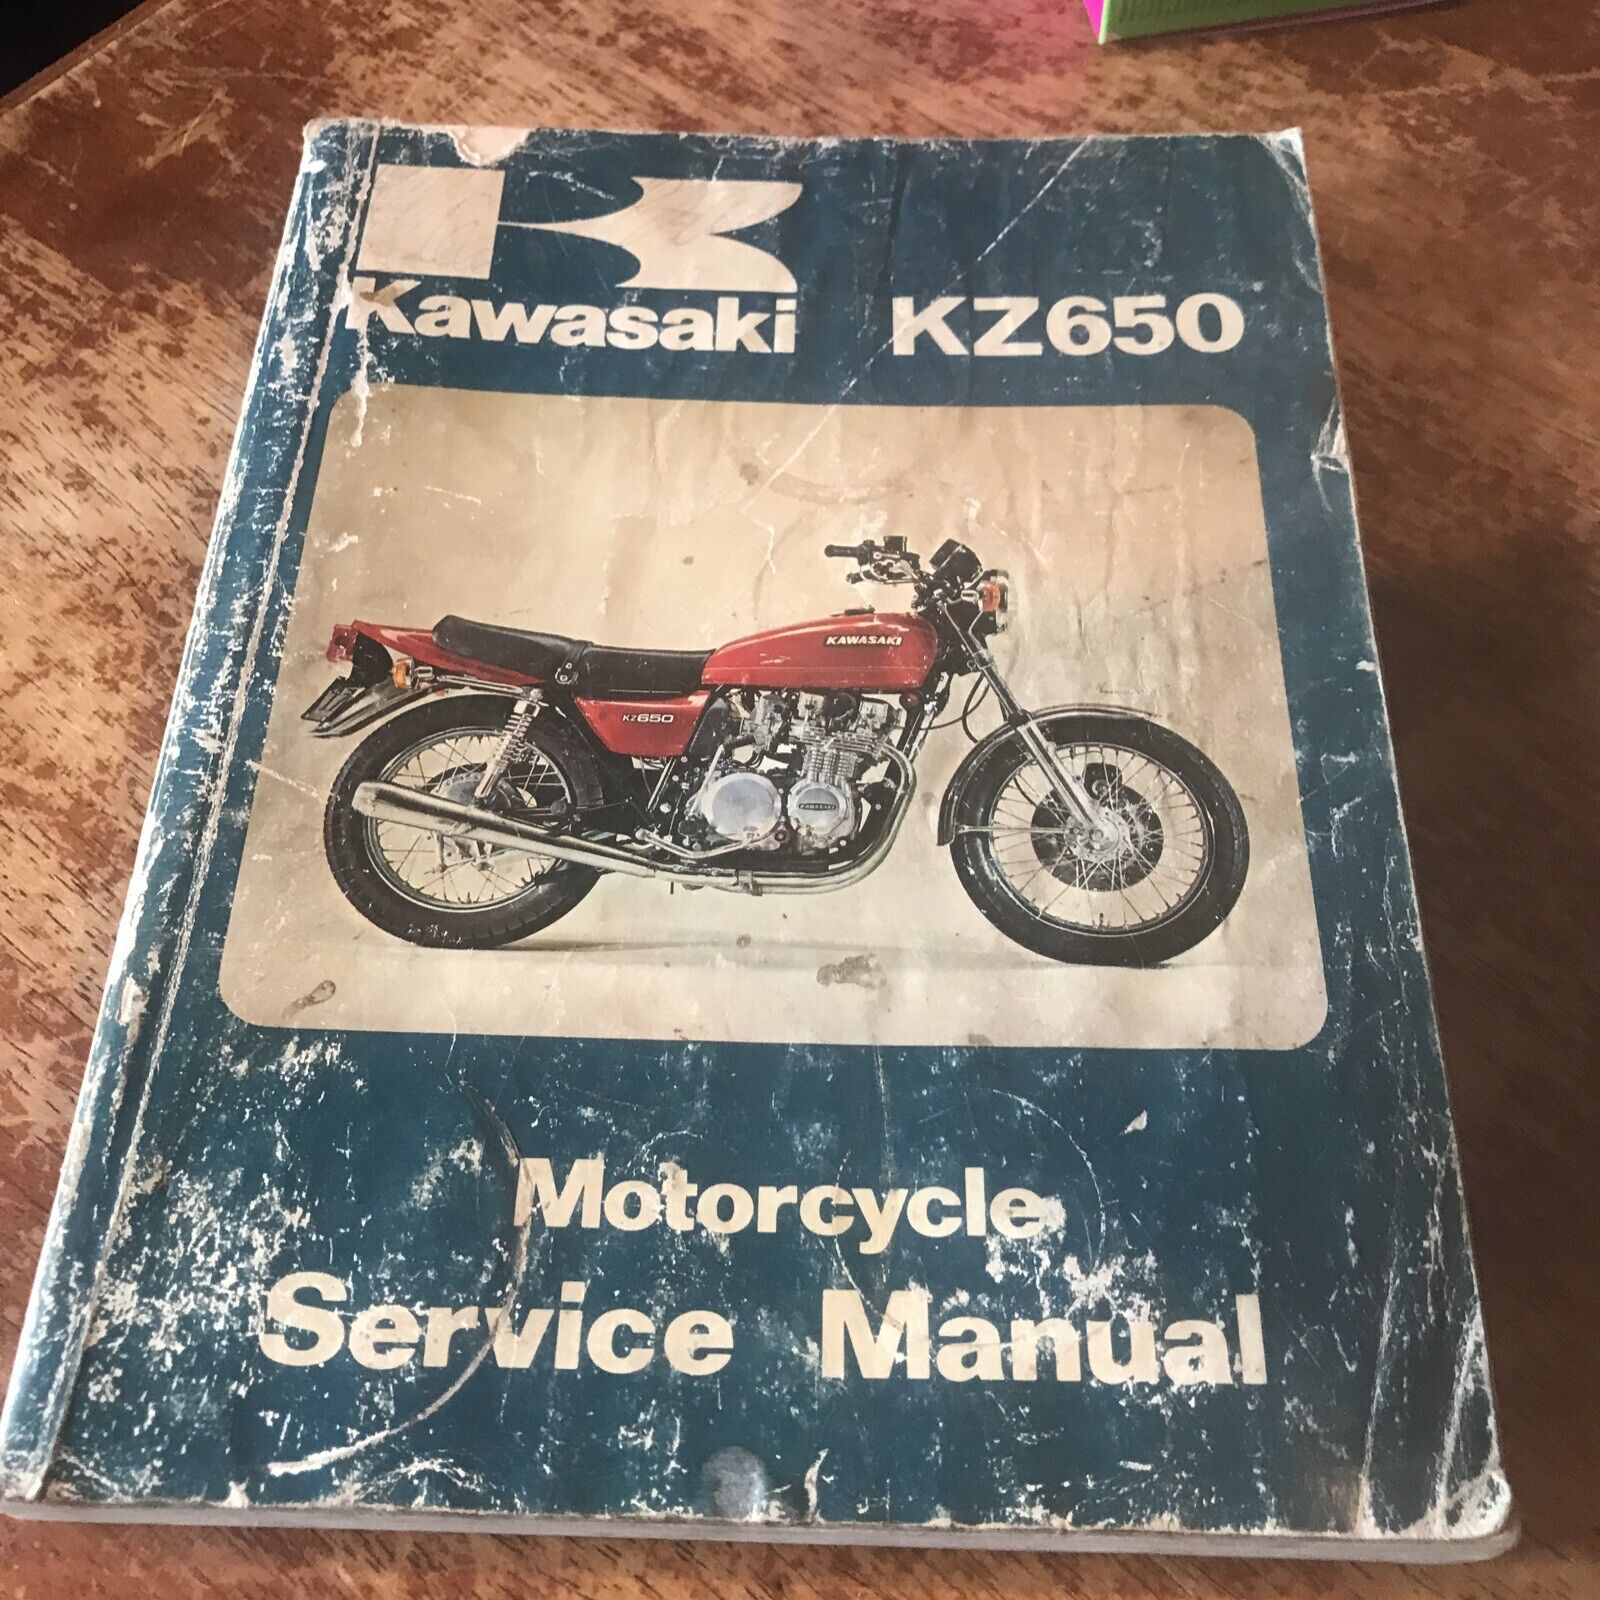 Kawasaki KZ650
KAWASAKI
KZ650
KAWASAKI
Motorcycle
Service Manual